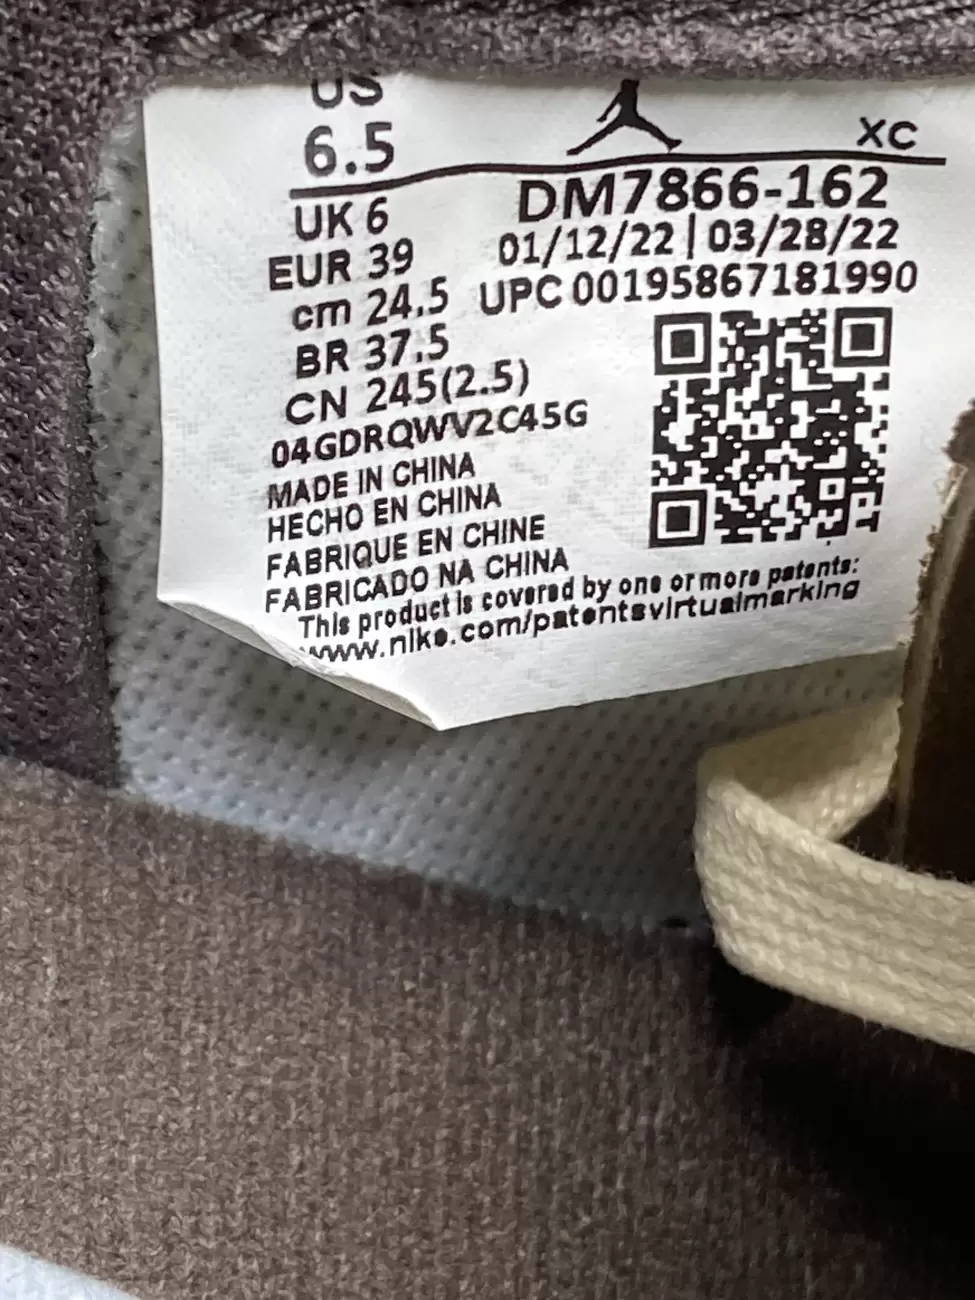 US
6.5
XC
UK 6
DM7866-162
EUR 39
01/12/22 | 03/28/22
cm 24.5
UPC 00195867181990
BR 37.5
CN 245(2.5)
04GDRQWV2C45G
MADE IN CHINA
HECHO EN CHINA
FABRIQUE EN CHINE
FABRICADO NA CHINA
This product is covered by one or more patents:
www.nike.com/patentsvirtualmarking